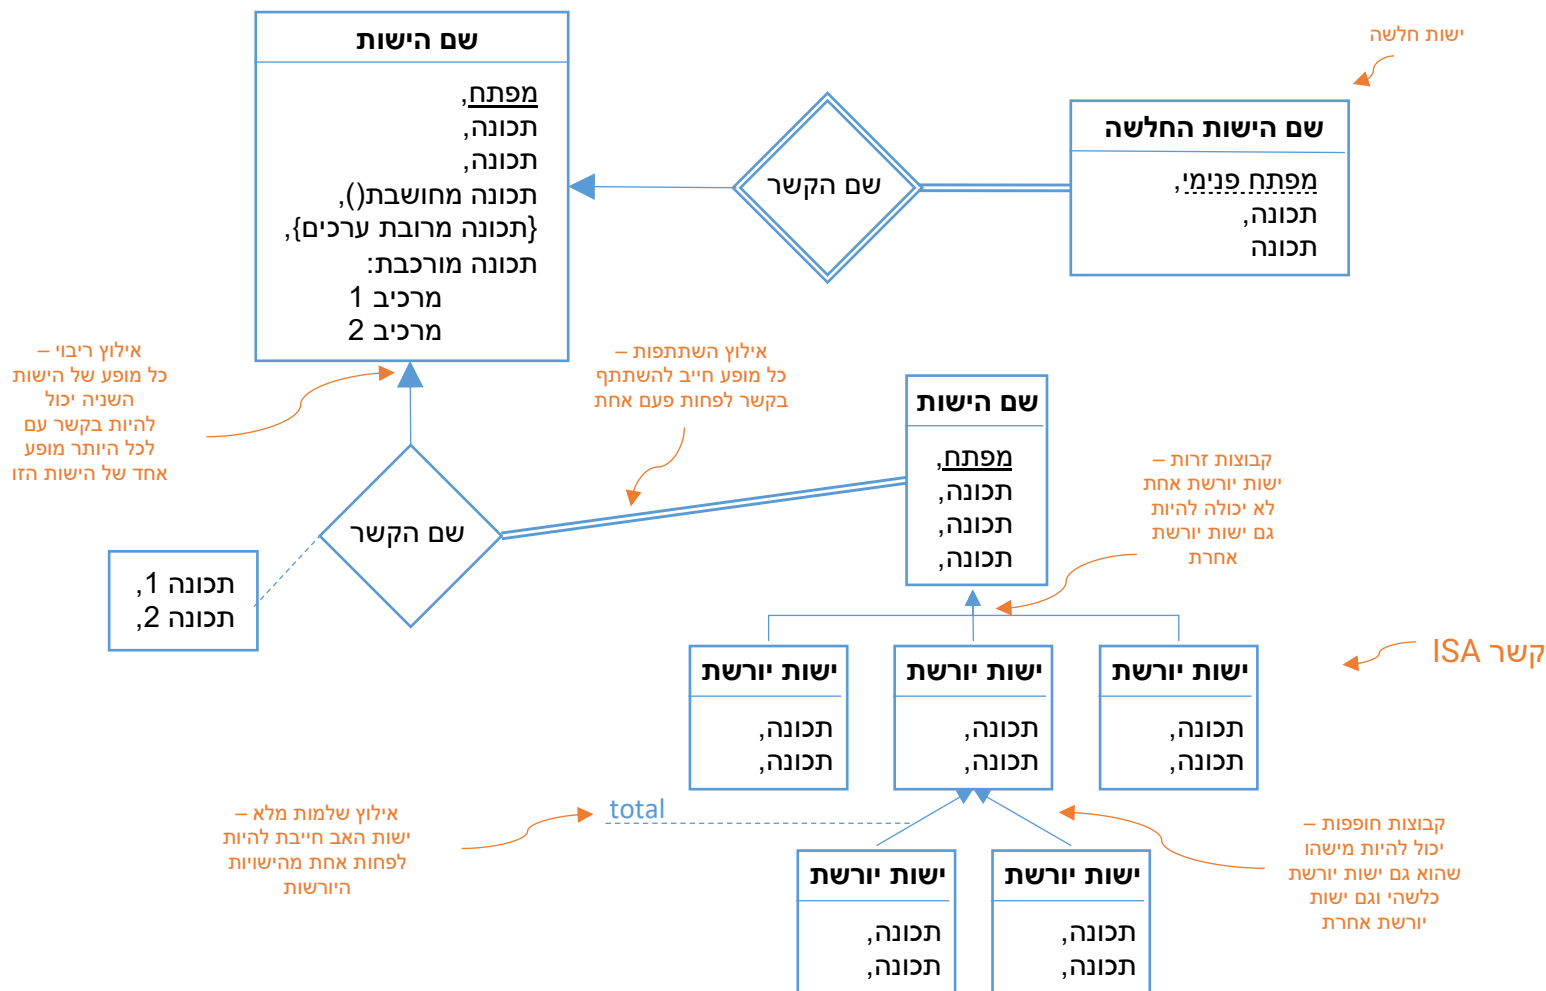 שם הישות
מפתח,
תכונה,
תכונה,
תכונה מחושבת(),
{תכונה מרובת ערכים},
תכונה מורכבת:
מרכיב 1
מרכיב 2
שם הקשר
ישות חלשה
שם הישות החלשה
מפתח פנימי,
תכונה,
תכונה
אילוץ ריבוי –
כל מופע של הישות
השניה יכול
להיות בקשר עם
לכל היותר מופע
אחד של הישות הזו
אילוץ השתתפות –
כל מופע חייב להשתתף
בקשר לפחות פעם אחת
שם הקשר
תכונה 1,
תכונה 2,
שם הישות
מפתח,
תכונה,
תכונה,
תכונה,
קבוצות זרות –
ישות יורשת אחת
לא יכולה להיות
גם ישות יורשת
אחרת
קשר ISA
ישות יורשת
תכונה,
תכונה,
ישות יורשת
תכונה,
תכונה,
ישות יורשת
תכונה,
תכונה,
total
אילוץ שלמות מלא –
ישות האב חייבת להיות
לפחות אחת מהישויות
היורשות
קבוצות חופפות –
יכול להיות מישהו
שהוא גם ישות יורשת
כלשהי וגם ישות
יורשת אחרת
ישות יורשת
תכונה,
תכונה,
ישות יורשת
תכונה,
תכונה,